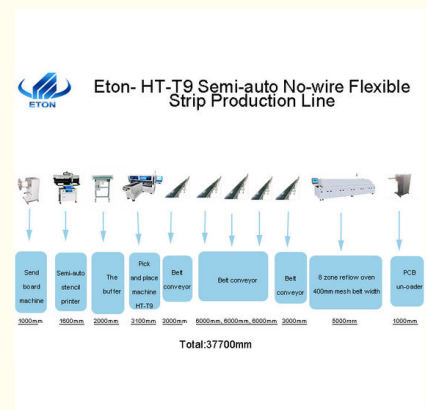 ETON
Eton- HT-T9 Semi-auto No-wire Flexible
Strip Production Line
Send
board
machine
Semi-auto
stencil
printer
The
buffer
Pick
and place
machine
HT-T9
Belt
conveyor
Belt conveyor
Belt
conveyor
8 zone reflow oven
400mm mesh belt width
PCB
un-oader
1000mm
1600mm
2000mm
3100mm
3000mm
6000mm, 6000mm, 6000mm
3000mm
5000mm
1000mm
Total:37700mm